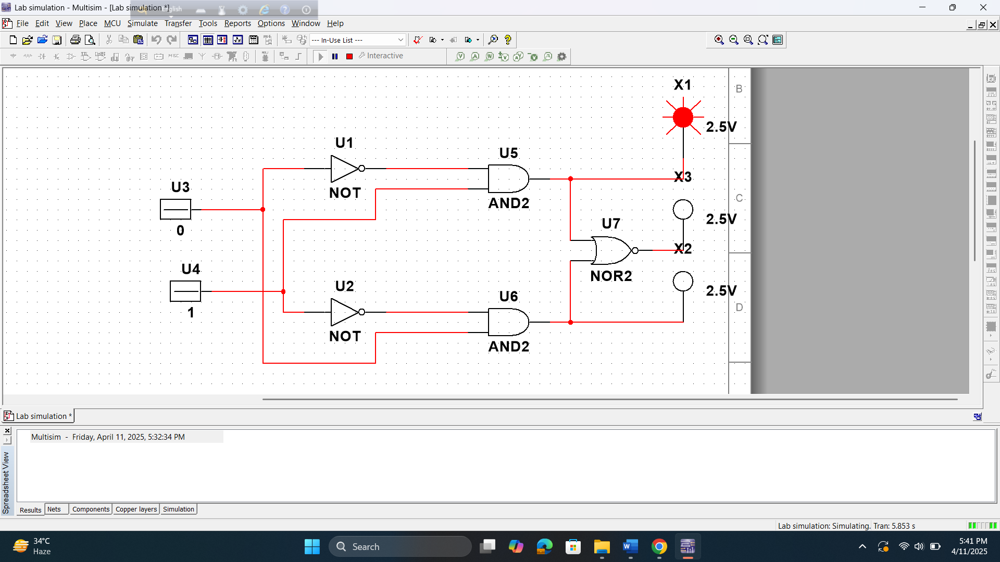 Lab simulation - Multisim - [Lab simulation *]
English
File Edit View Place MCU Simulate Transfer Tools Reports Options Window Help
--- In-Use List ---
MISC
Interactive
X1
B
2.5V
U1
U5
X3
U3
NOT
AND2
C
2.5V
0
U7
X2
U4
NOR2
U2
2.5V
U6
D
1
NOT
AND2
Lab simulation *
Multisim - Friday, April 11, 2025, 5:32:34 PM
Spreadsheet View
Results Nets Components Copper layers Simulation
Lab simulation: Simulating. Tran: 5.853 s
34°C
Haze
Search
5:41 PM
4/11/2025